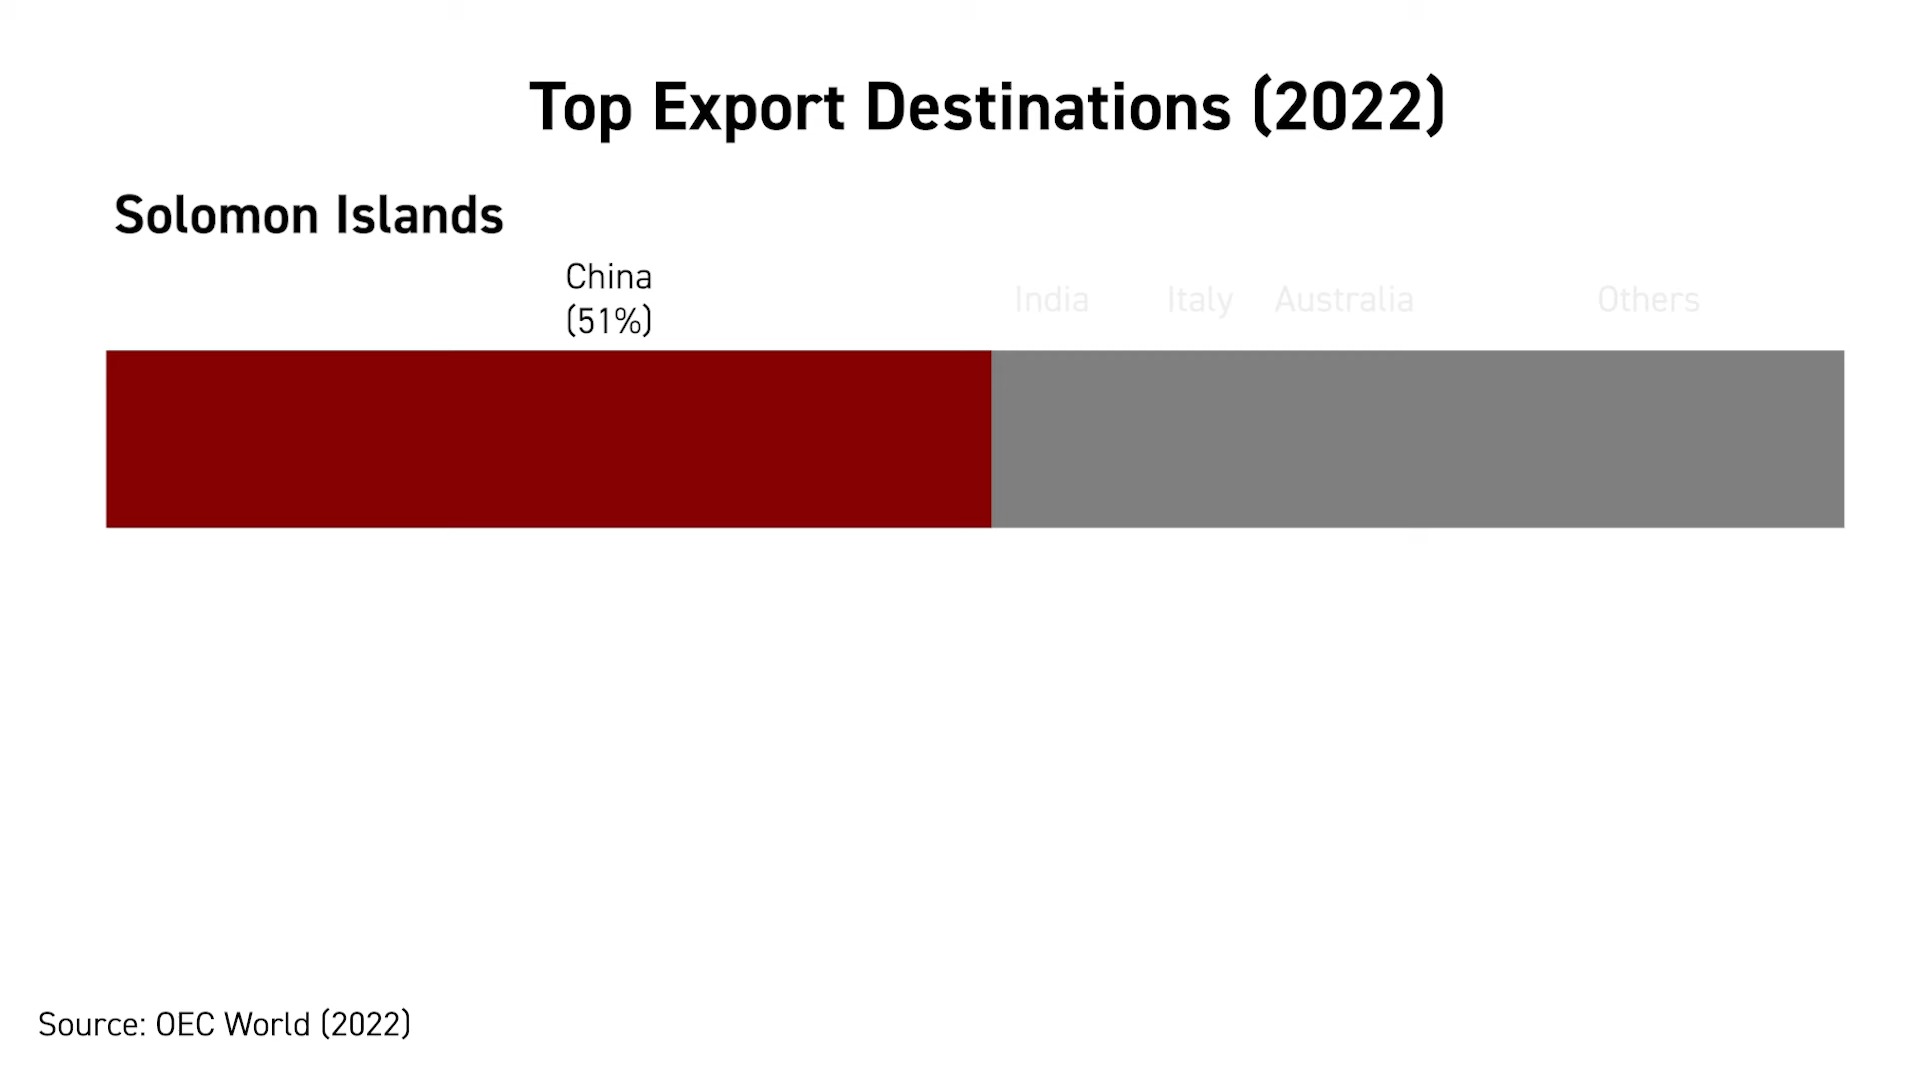 Top Export Destinations (2022)
Solomon Islands
China
(51%)
India
Italy
Australia
Others
Source: OEC World (2022)